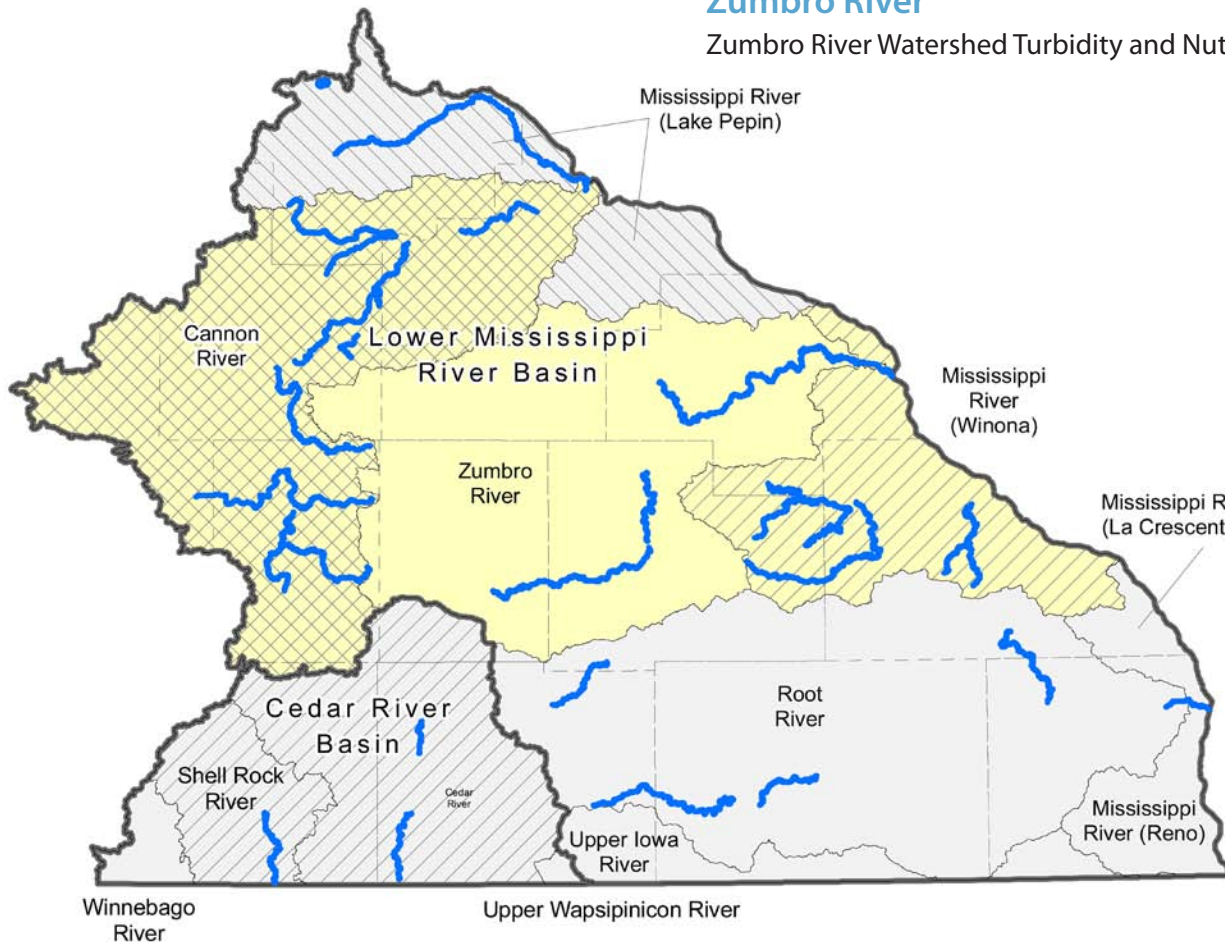 Zumbro River
Zumbro River Watershed Turbidity and Nut
Mississippi River
(Lake Pepin)
Cannon
River
Lower Mississippi
River Basin
Mississippi
River
(Winona)
Zumbro
River
Mississippi R
(La Crescent
Root
River
Cedar River
Basin
Shell Rock
River
Cedar
River
Upper Iowa
River
Mississippi
River (Reno)
Winnebago
River
Upper Wapsipinicon River